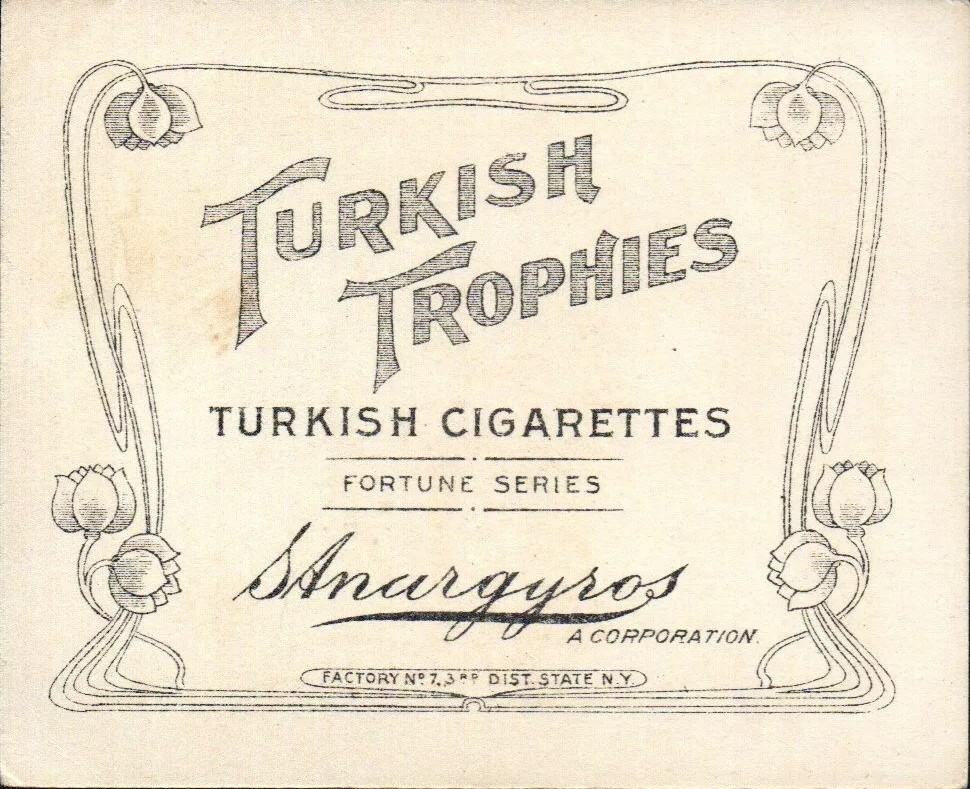 TURKISH
TROPHIES
TURKISH CIGARETTES
FORTUNE SERIES
S Anargyros
A CORPORATION.
FACTORY Nº 7, 3RD DIST. STATE N.Y.